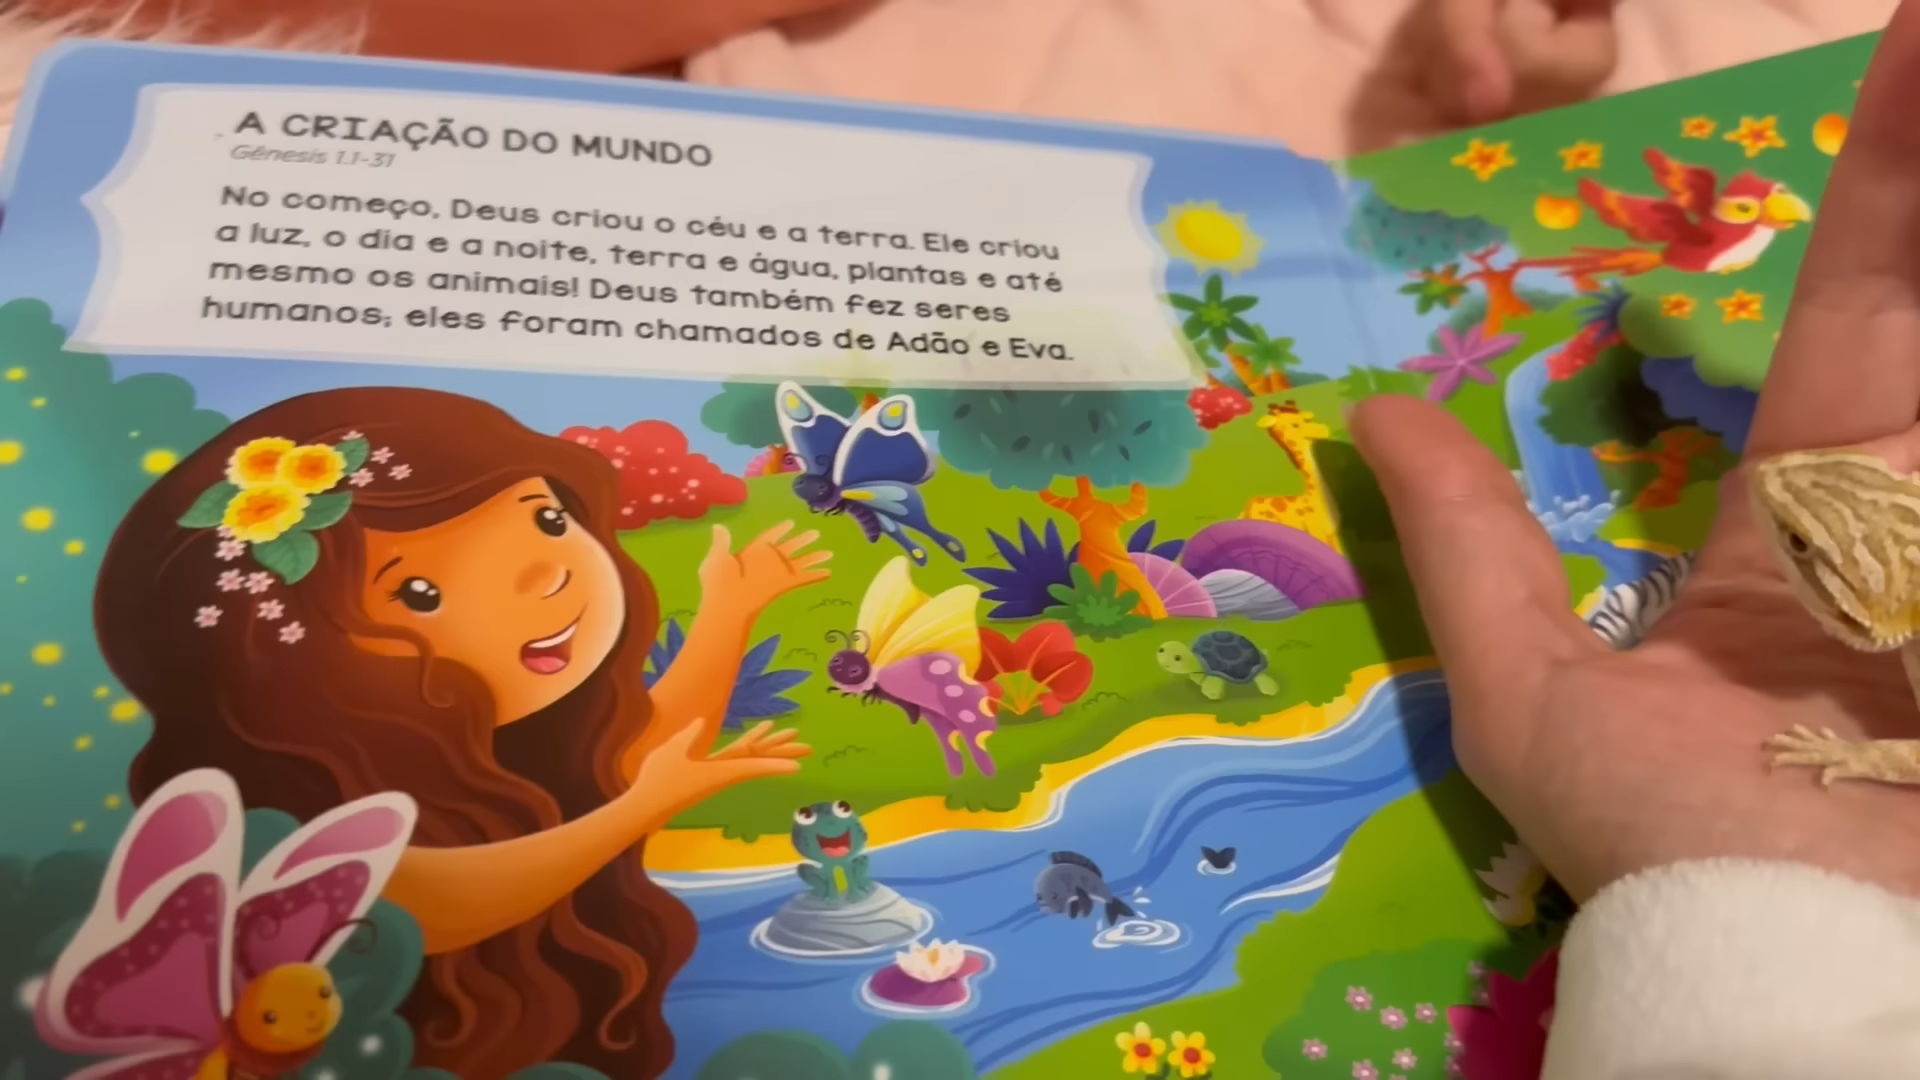 A CRIAÇÃO DO MUNDO
Gênesis 1.1-31
No começo, Deus criou o céu e a terra. Ele criou
a luz, o dia e a noite, terra e água, plantas e até
mesmo os animais! Deus também fez seres
humanos; eles foram chamados de Adão e Eva.